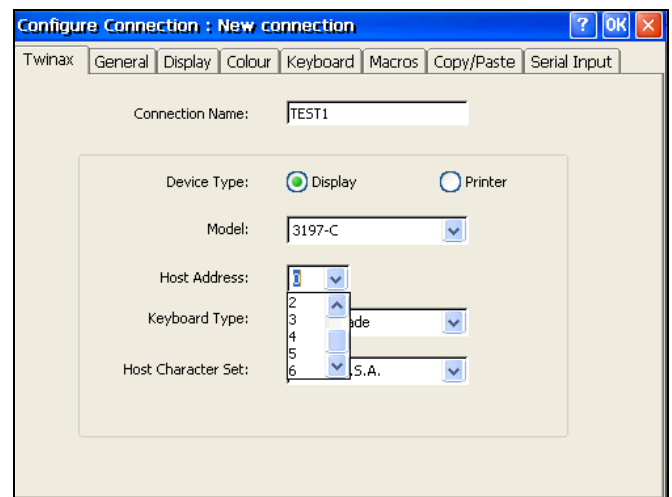 Configure Connection : New connection ? OK X
Twinax General Display Colour Keyboard Macros Copy/Paste Serial Input
Connection Name: TEST1
Device Type: Display Printer
Model: 3197-C
Host Address: 0
2
Keyboard Type: 3 ade
4
5
Host Character Set: 6 .S.A.